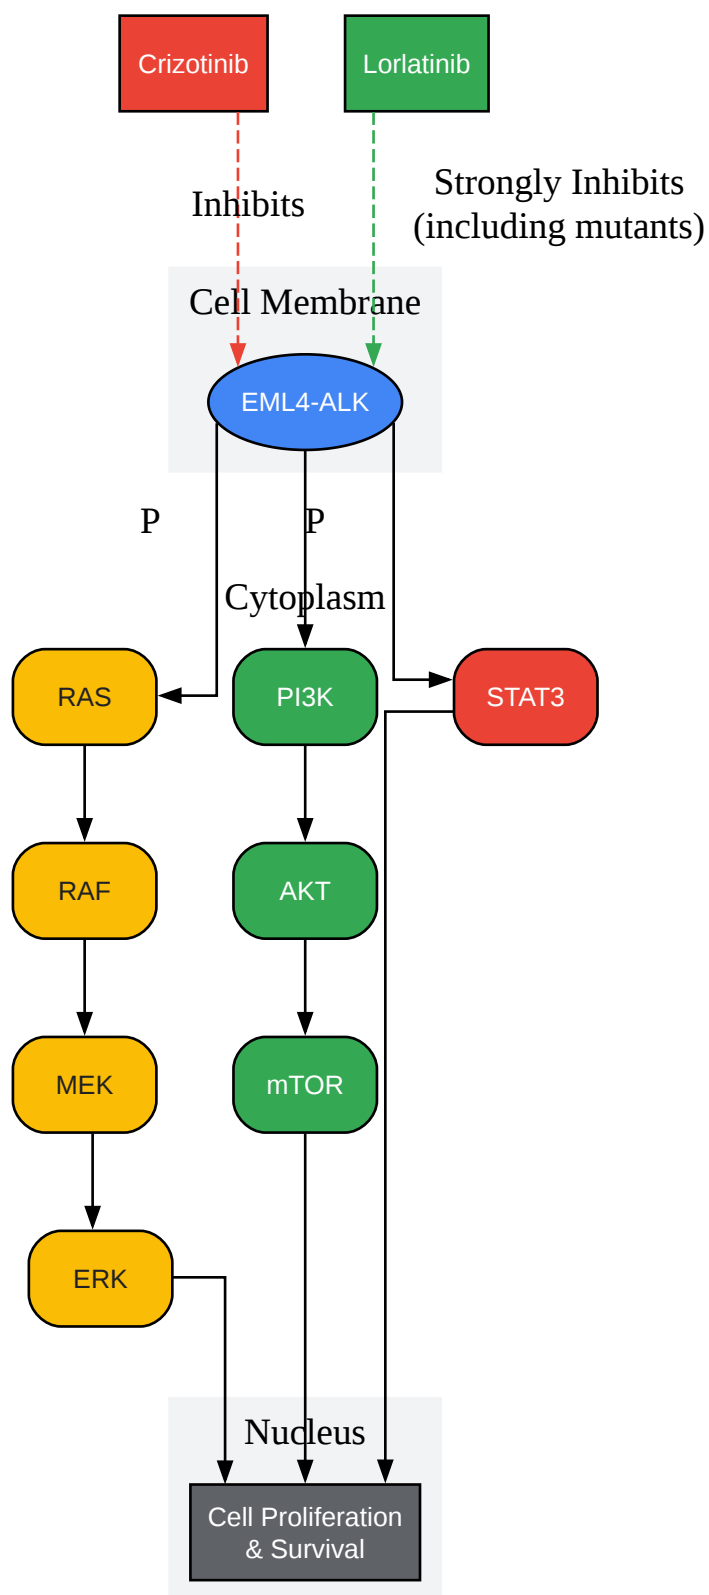 Crizotinib
Lorlatinib
Inhibits
Strongly Inhibits
(including mutants)
Cell Membrane
EML4-ALK
P
P
Cytoplasm
RAS
PI3K
STAT3
RAF
AKT
MEK
mTOR
ERK
Nucleus
Cell Proliferation
& Survival